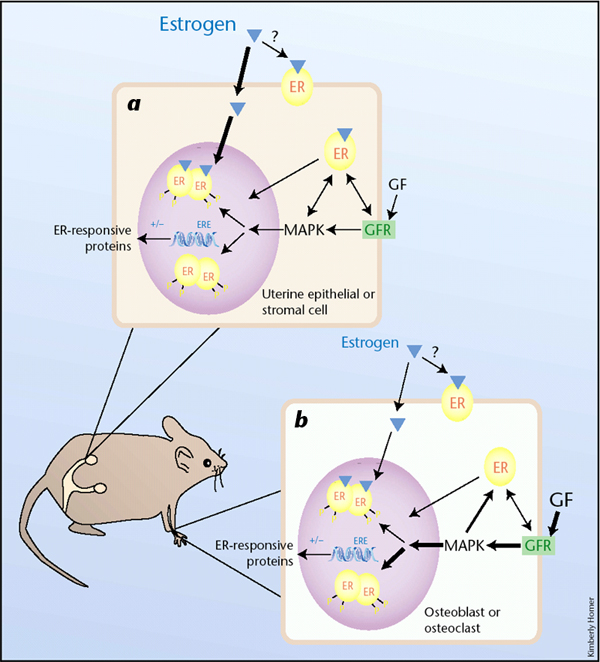 Estrogen
?
ER
a
ER
ER
ER
GF
+/–
ERE
ER-responsive
proteins
MAPK
GFR
ER
ER
Uterine epithelial or
stromal cell
Estrogen
?
ER
b
ER
ER
ER
GF
+/–
ERE
ER-responsive
proteins
MAPK
GFR
ER
ER
Osteoblast or
osteoclast
Kimberly Homer